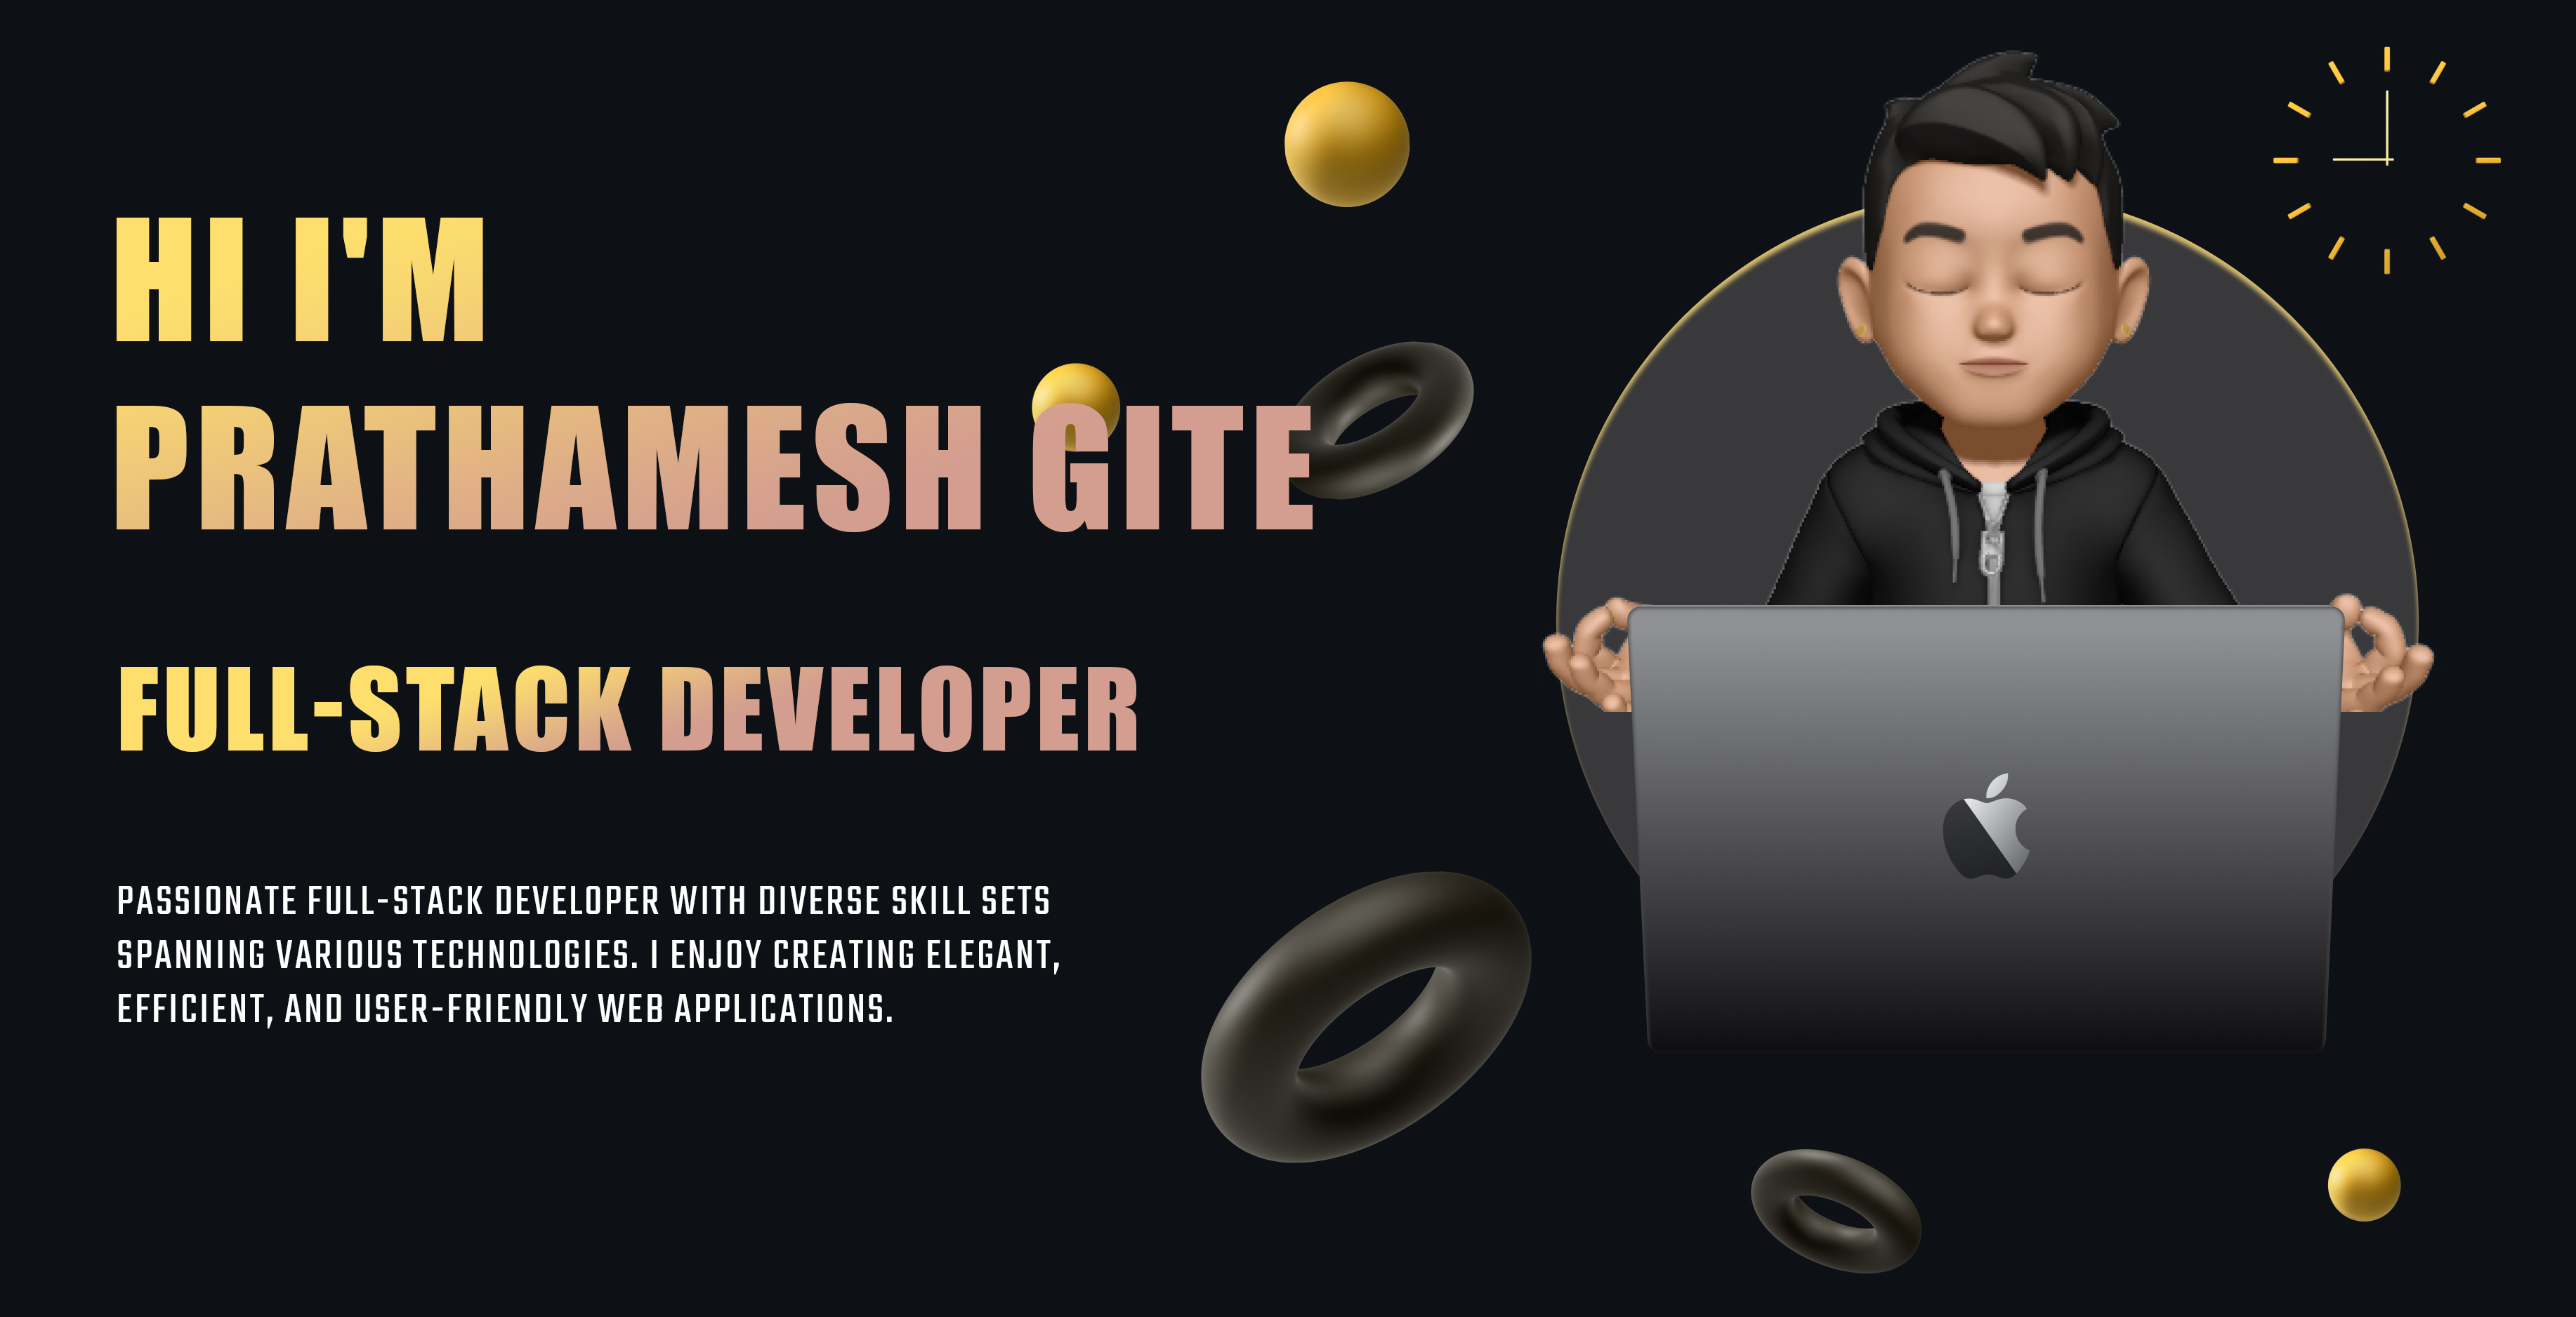 HI I'M
PRATHAMESH GITE
FULL-STACK DEVELOPER
PASSIONATE FULL-STACK DEVELOPER WITH DIVERSE SKILL SETS
SPANNING VARIOUS TECHNOLOGIES. I ENJOY CREATING ELEGANT,
EFFICIENT, AND USER-FRIENDLY WEB APPLICATIONS.